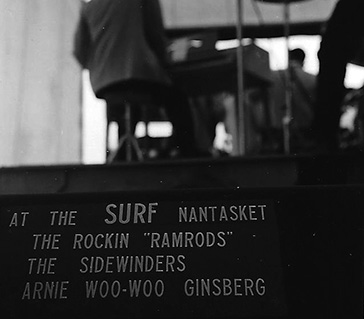 AT THE SURF NANTASKET
THE ROCKIN "RAMRODS"
THE SIDEWINDERS
ARNIE WOO-WOO GINSBERG